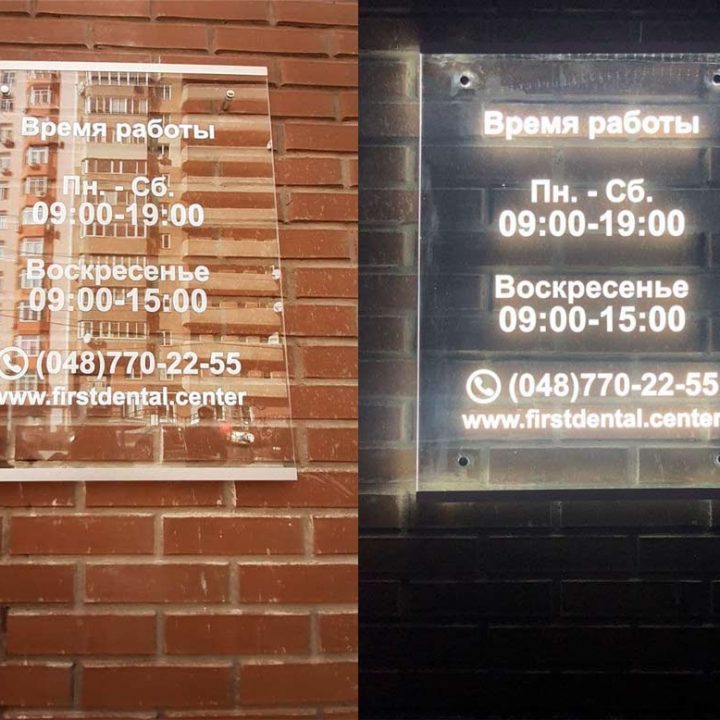 Время работы
Пн. - Сб.
09:00-19:00
Воскресенье
09:00-15:00
(048)770-22-55
www.firstdental.center
Время работы
Пн. - Сб.
09:00-19:00
Воскресенье
09:00-15:00
(048)770-22-55
www.firstdental.center